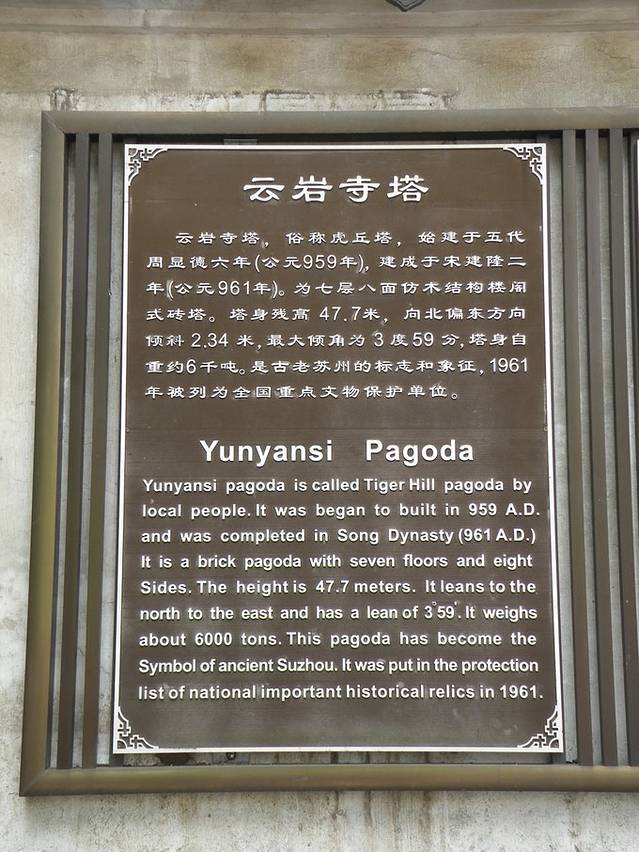 云岩寺塔
云岩寺塔，俗称虎丘塔，始建于五代
周显德六年(公元959年)，建成于宋建隆二
年(公元961年)。为七层八面仿木结构楼阁
式砖塔。塔身残高 47.7米，向北偏东方向
倾斜 2.34 米，最大倾角为 3 度 59 分，塔身自
重约6千吨。是古老苏州的标志和象征，1961
年被列为全国重点文物保护单位。
Yunyansi Pagoda
Yunyansi pagoda is called Tiger Hill pagoda by
local people. It was began to built in 959 A.D.
and was completed in Song Dynasty (961 A.D.)
It is a brick pagoda with seven floors and eight
Sides. The height is 47.7 meters. It leans to the
north to the east and has a lean of 3°59'. It weighs
about 6000 tons. This pagoda has become the
Symbol of ancient Suzhou. It was put in the protection
list of national important historical relics in 1961.